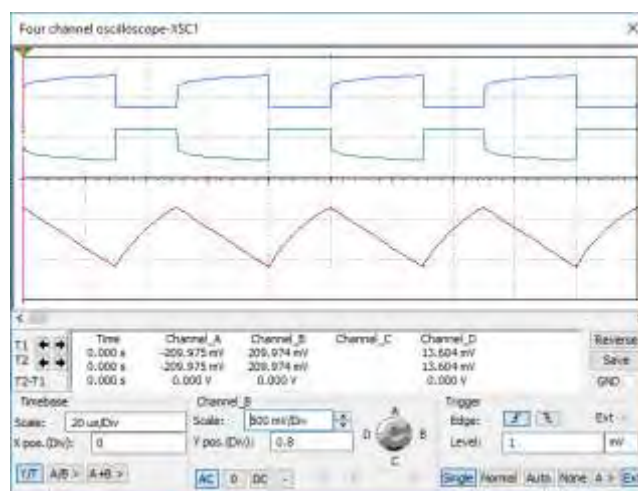 Four channel oscilloscope-XSC1
Time Channel_A Channel_B Channel_C Channel_D
T1 0.000 s -209.975 mV 209.974 mV 13.604 mV
T2 0.000 s -209.975 mV 209.974 mV 13.604 mV
T2-T1 0.000 s 0.000 V 0.000 V 0.000 V
Reverse
Save
GND
Timebase
Scale: 20 us/Div
X pos.(Div): 0
Y/T A/B > A+B >
Channel_B
Scale: 500 mV/Div
Y pos.(Div): 0.8
AC 0 DC -
A
B
C
D
Trigger
Edge: Ext
Level: 1 mV
Single Normal Auto None A > Ext